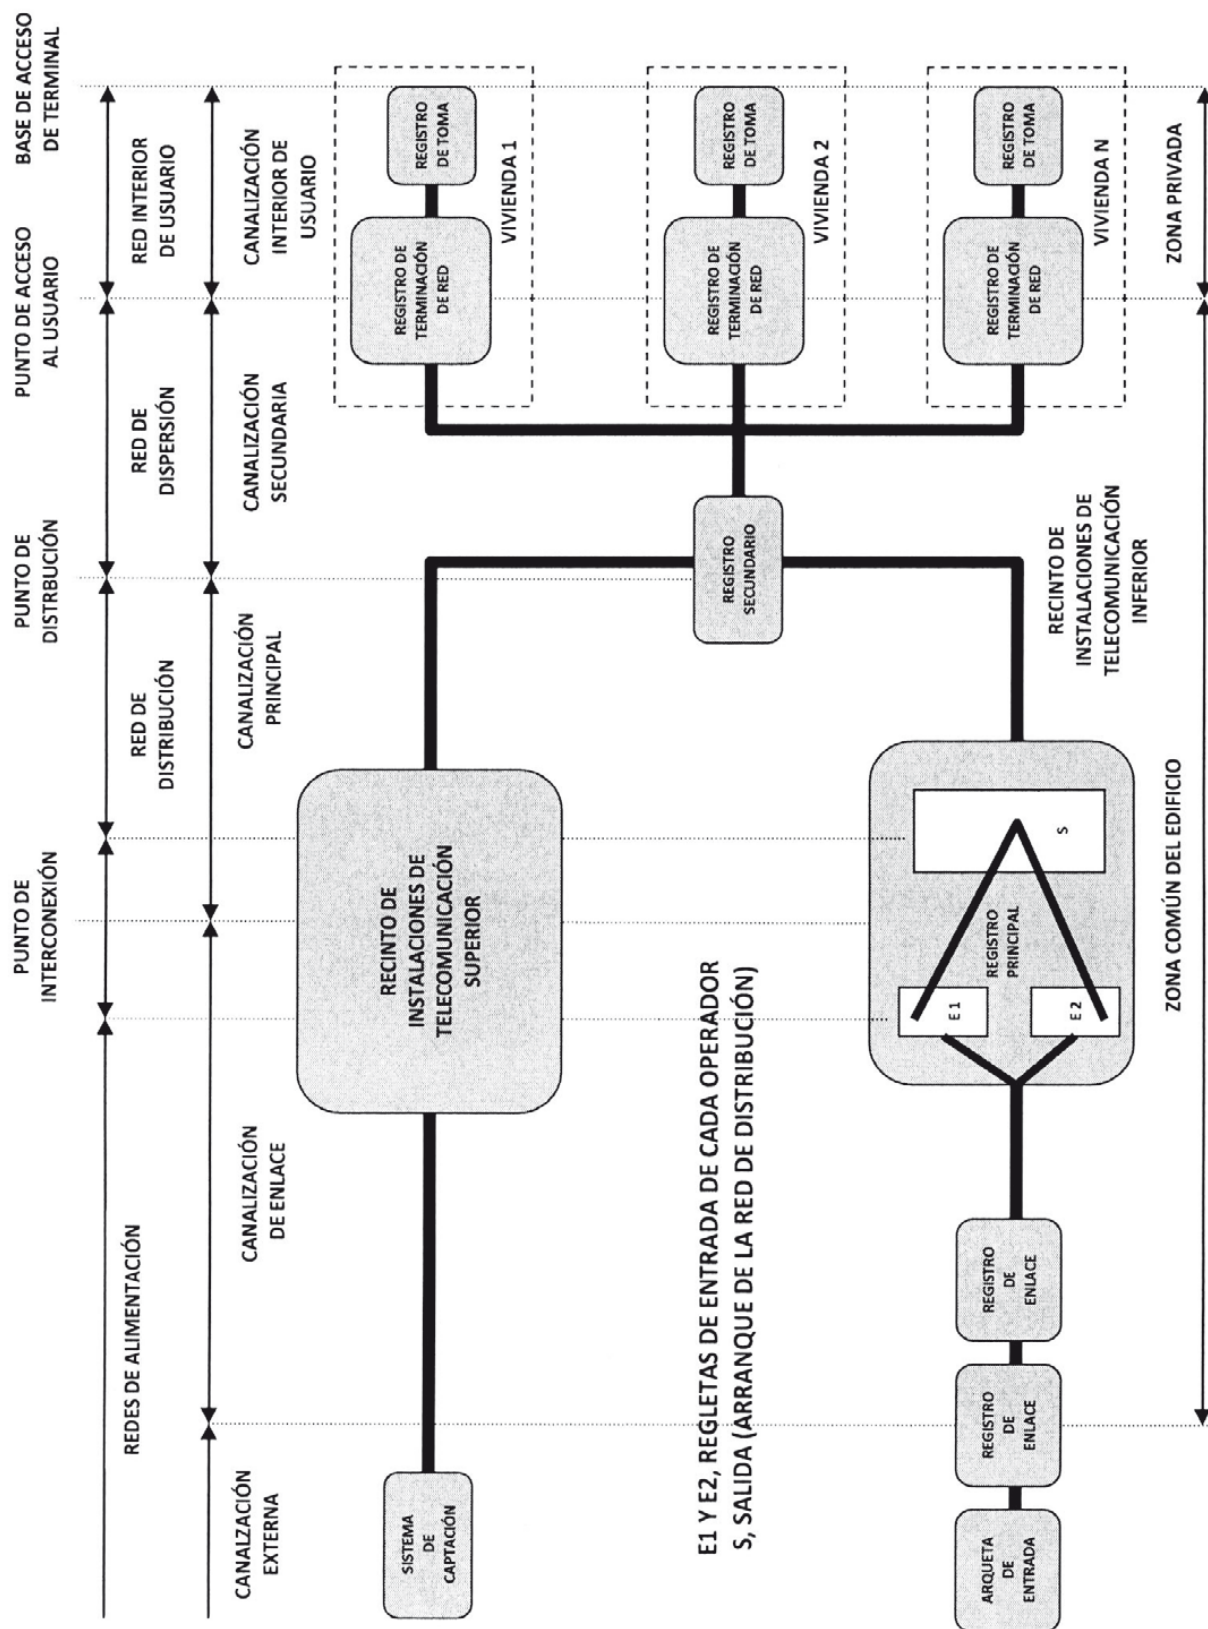 BASE DE ACCESO
DE TERMINAL
PUNTO DE ACCESO
AL USUARIO
PUNTO DE
DISTRBUCIÓN
PUNTO DE
INTERCONEXIÓN
RED INTERIOR
DE USUARIO
RED DE
DISPERSIÓN
RED DE
DISTRIBUCIÓN
REDES DE ALIMENTACIÓN
CANALIZACIÓN
INTERIOR DE
USUARIO
CANALIZACIÓN
SECUNDARIA
CANALIZACIÓN
PRINCIPAL
CANALIZACIÓN
DE ENLACE
CANALZACIÓN
EXTERNA
REGISTRO
DE TOMA
REGISTRO DE
TERMINACIÓN
DE RED
VIVIENDA 1
REGISTRO
DE TOMA
REGISTRO DE
TERMINACIÓN
DE RED
VIVIENDA 2
REGISTRO
DE TOMA
REGISTRO DE
TERMINACIÓN
DE RED
VIVIENDA N
REGISTRO
SECUNDARIO
RECINTO DE
INSTALACIONES DE
TELECOMUNICACIÓN
SUPERIOR
SISTEMA
DE
CAPTACIÓN
RECINTO DE
INSTALACIONES DE
TELECOMUNICACIÓN
INFERIOR
S
REGISTRO
PRINCIPAL
E 1
E 2
REGISTRO
DE
ENLACE
REGISTRO
DE
ENLACE
ARQUETA
DE
ENTRADA
E1 Y E2, REGLETAS DE ENTRADA DE CADA OPERADOR
S, SALIDA (ARRANQUE DE LA RED DE DISTRIBUCIÓN)
ZONA PRIVADA
ZONA COMÚN DEL EDIFICIO